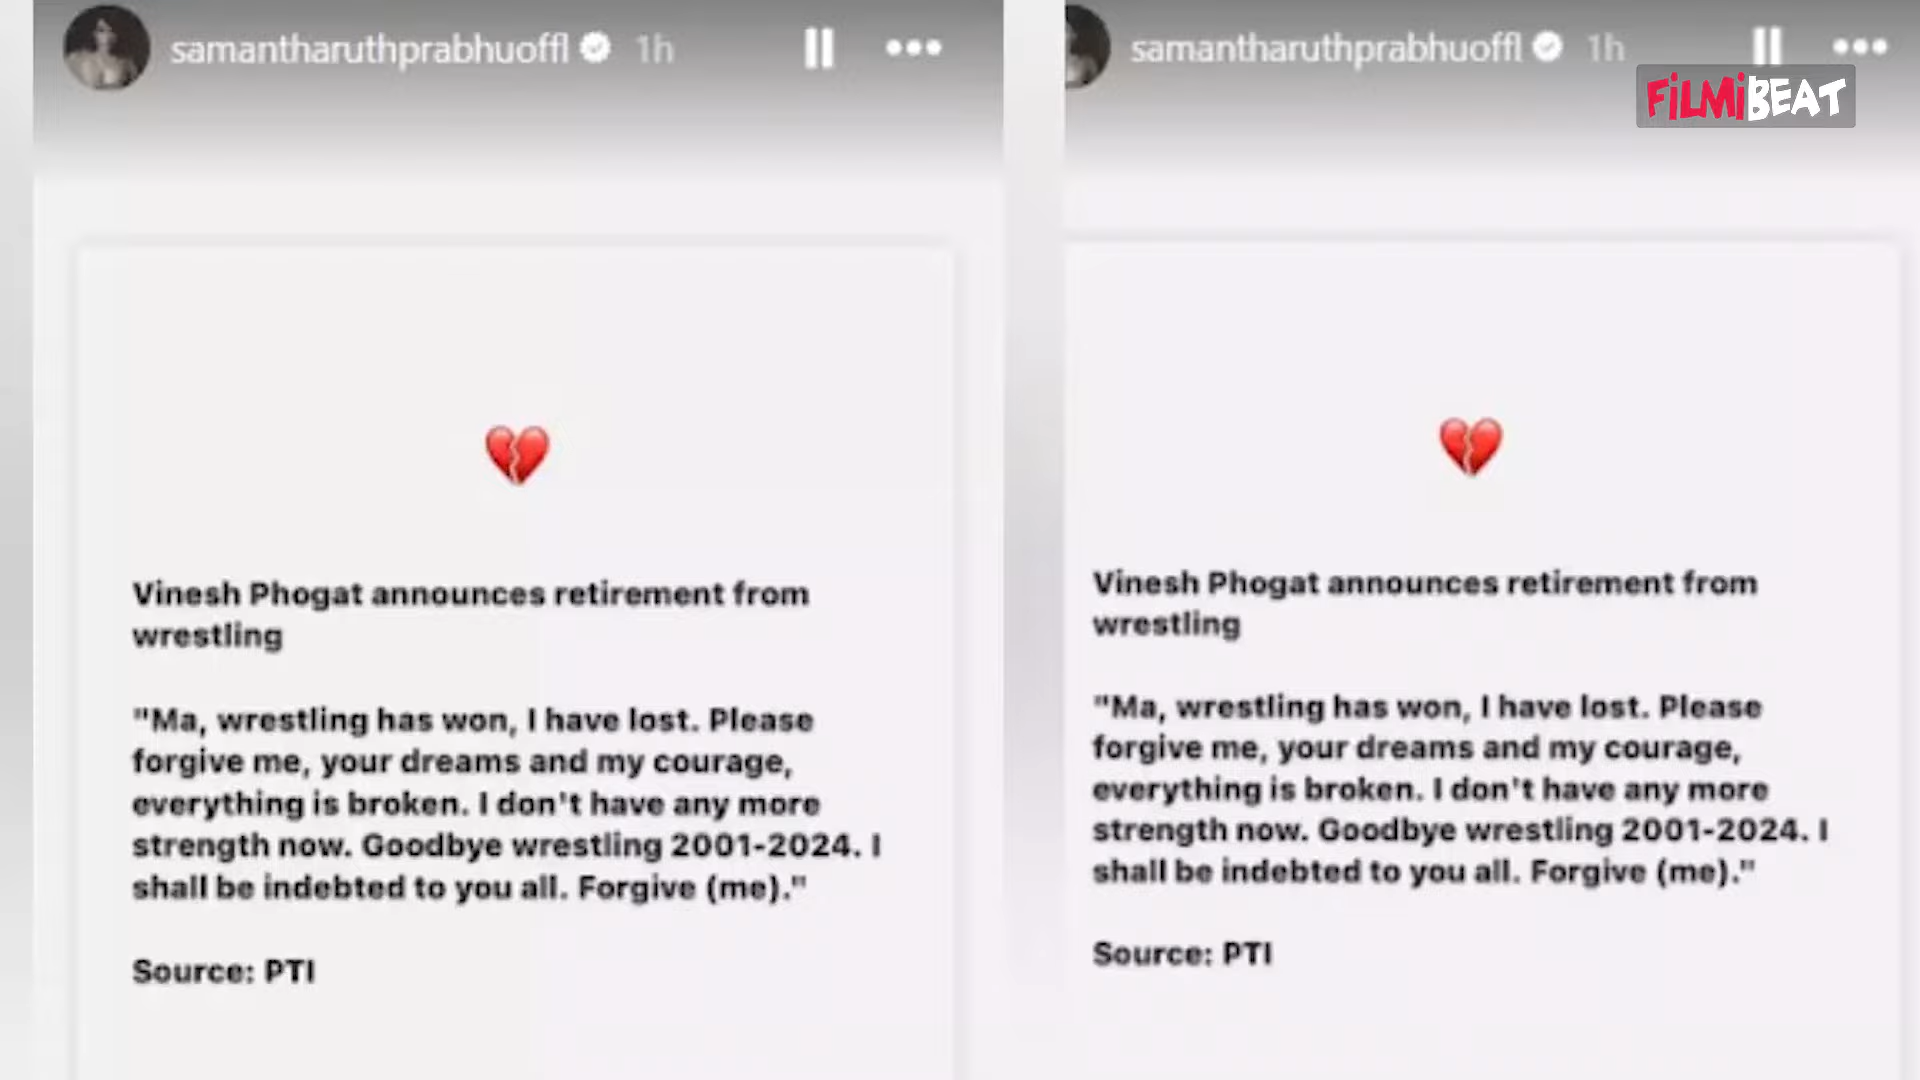 samantharuthprabhuoffl 1h
Vinesh Phogat announces retirement from
wrestling
"Ma, wrestling has won, I have lost. Please
forgive me, your dreams and my courage,
everything is broken. I don't have any more
strength now. Goodbye wrestling 2001-2024. I
shall be indebted to you all. Forgive (me)."
Source: PTI
samantharuthprabhuoffl 1h
FILMIBEAT
Vinesh Phogat announces retirement from
wrestling
"Ma, wrestling has won, I have lost. Please
forgive me, your dreams and my courage,
everything is broken. I don't have any more
strength now. Goodbye wrestling 2001-2024. I
shall be indebted to you all. Forgive (me)."
Source: PTI